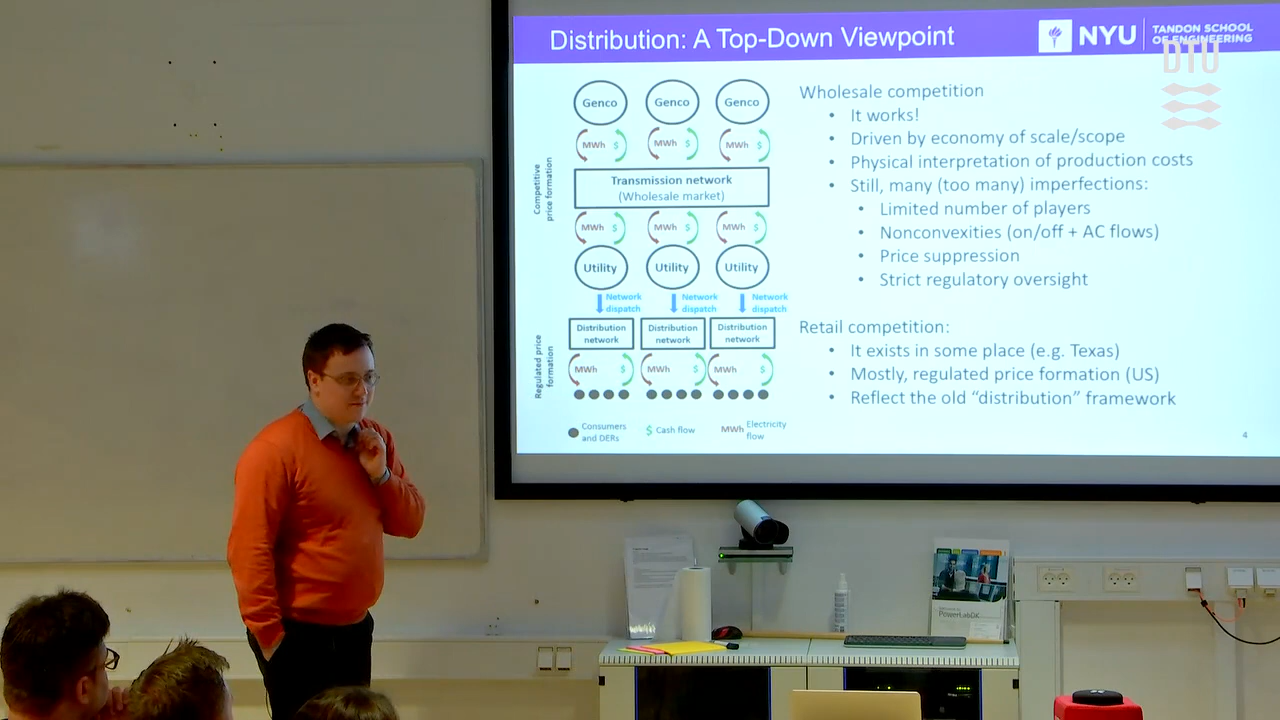 Distribution: A Top-Down Viewpoint
NYU
TANDON SCHOOL
OF ENGINEERING
DTU
Genco
Genco
Genco
MWh $
MWh $
MWh $
Competitive
price formation
Transmission network
(Wholesale market)
MWh $
MWh $
MWh $
Utility
Utility
Utility
Network
dispatch
Network
dispatch
Network
dispatch
Regulated price
formation
Distribution
network
Distribution
network
Distribution
network
MWh $
MWh $
MWh $
Consumers
and DERs
$ Cash flow
MWh Electricity
flow
Wholesale competition
• It works!
• Driven by economy of scale/scope
• Physical interpretation of production costs
• Still, many (too many) imperfections:
• Limited number of players
• Nonconvexities (on/off + AC flows)
• Price suppression
• Strict regulatory oversight
Retail competition:
• It exists in some place (e.g. Texas)
• Mostly, regulated price formation (US)
• Reflect the old “distribution” framework
4
PowerLabDK